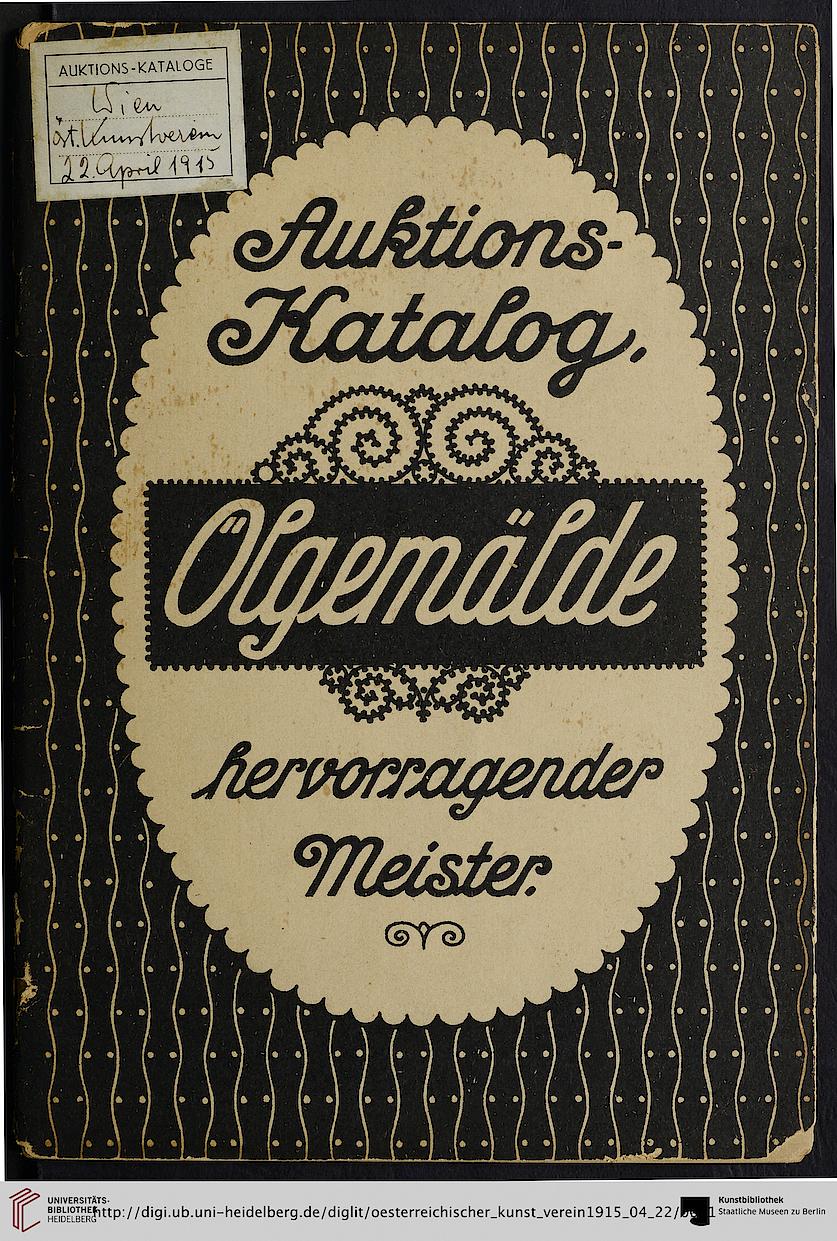 AUKTIONS-KATALOGE
Wien
öst. Kunstverein
22. April 1915
Auktions-
Katalog.
Ölgemälde
hervorragender
Meister.
UNIVERSITÄTS-
BIBLIOTHEK
HEIDELBERG
http://digi.ub.uni-heidelberg.de/diglit/oesterreichischer_kunst_verein1915_04_22/
Kunstbibliothek
Staatliche Museen zu Berlin